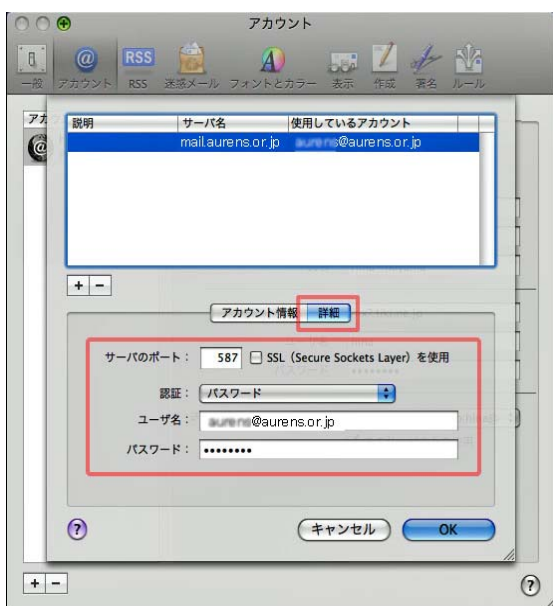 アカウント
一般 アカウント RSS 迷惑メール フォントとカラー 表示 作成 署名 ルール
RSS
説明 サーバ名 使用しているアカウント
mail.aurens.or.jp @aurens.or.jp
アカウント情報 詳細
サーバのポート： 587 SSL（Secure Sockets Layer）を使用
認証： パスワード
ユーザ名： @aurens.or.jp
パスワード： ••••••••
? キャンセル OK
+ − ?